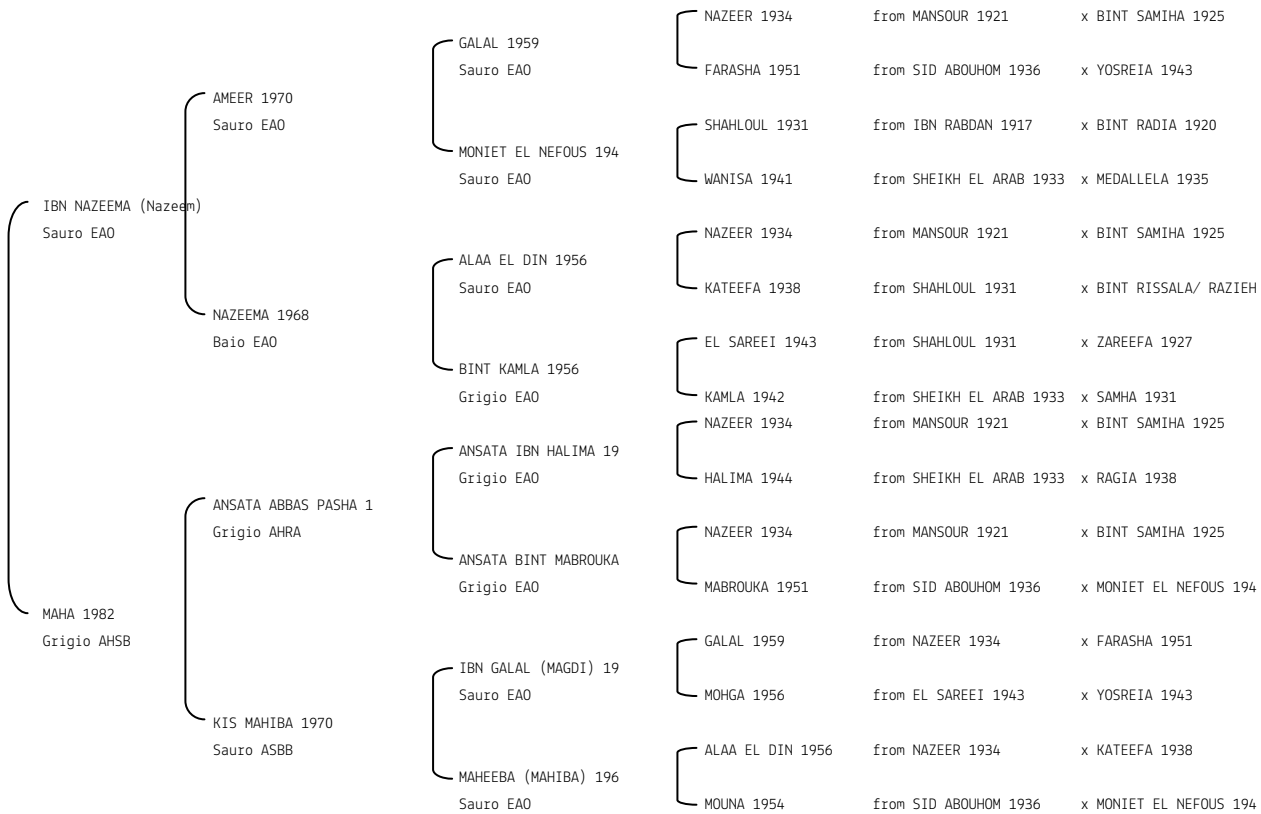 NAZEER 1934 from MANSOUR 1921 x BINT SAMIHA 1925
GALAL 1959
Sauro EAO
FARASHA 1951 from SID ABOUHOM 1936 x YOSREIA 1943
AMEER 1970
Sauro EAO
SHAHLOUL 1931 from IBN RABDAN 1917 x BINT RADIA 1920
MONIET EL NEFOUS 194
Sauro EAO
WANISA 1941 from SHEIKH EL ARAB 1933 x MEDALLELA 1935
IBN NAZEEMA (Nazeem)
Sauro EAO
NAZEER 1934 from MANSOUR 1921 x BINT SAMIHA 1925
ALAA EL DIN 1956
Sauro EAO
KATEEFA 1938 from SHAHLOUL 1931 x BINT RISSALA/ RAZIEH
NAZEEMA 1968
Baio EAO
EL SAREEI 1943 from SHAHLOUL 1931 x ZAREEFA 1927
BINT KAMLA 1956
Grigio EAO
KAMLA 1942 from SHEIKH EL ARAB 1933 x SAMHA 1931
NAZEER 1934 from MANSOUR 1921 x BINT SAMIHA 1925
ANSATA IBN HALIMA 19
Grigio EAO
HALIMA 1944 from SHEIKH EL ARAB 1933 x RAGIA 1938
ANSATA ABBAS PASHA 1
Grigio AHRA
NAZEER 1934 from MANSOUR 1921 x BINT SAMIHA 1925
ANSATA BINT MABROUKA
Grigio EAO
MABROUKA 1951 from SID ABOUHOM 1936 x MONIET EL NEFOUS 194
MAHA 1982
Grigio AHSB
GALAL 1959 from NAZEER 1934 x FARASHA 1951
IBN GALAL (MAGDI) 19
Sauro EAO
MOHGA 1956 from EL SAREEI 1943 x YOSREIA 1943
KIS MAHIBA 1970
Sauro ASBB
ALAA EL DIN 1956 from NAZEER 1934 x KATEEFA 1938
MAHEEBA (MAHIBA) 196
Sauro EAO
MOUNA 1954 from SID ABOUHOM 1936 x MONIET EL NEFOUS 194